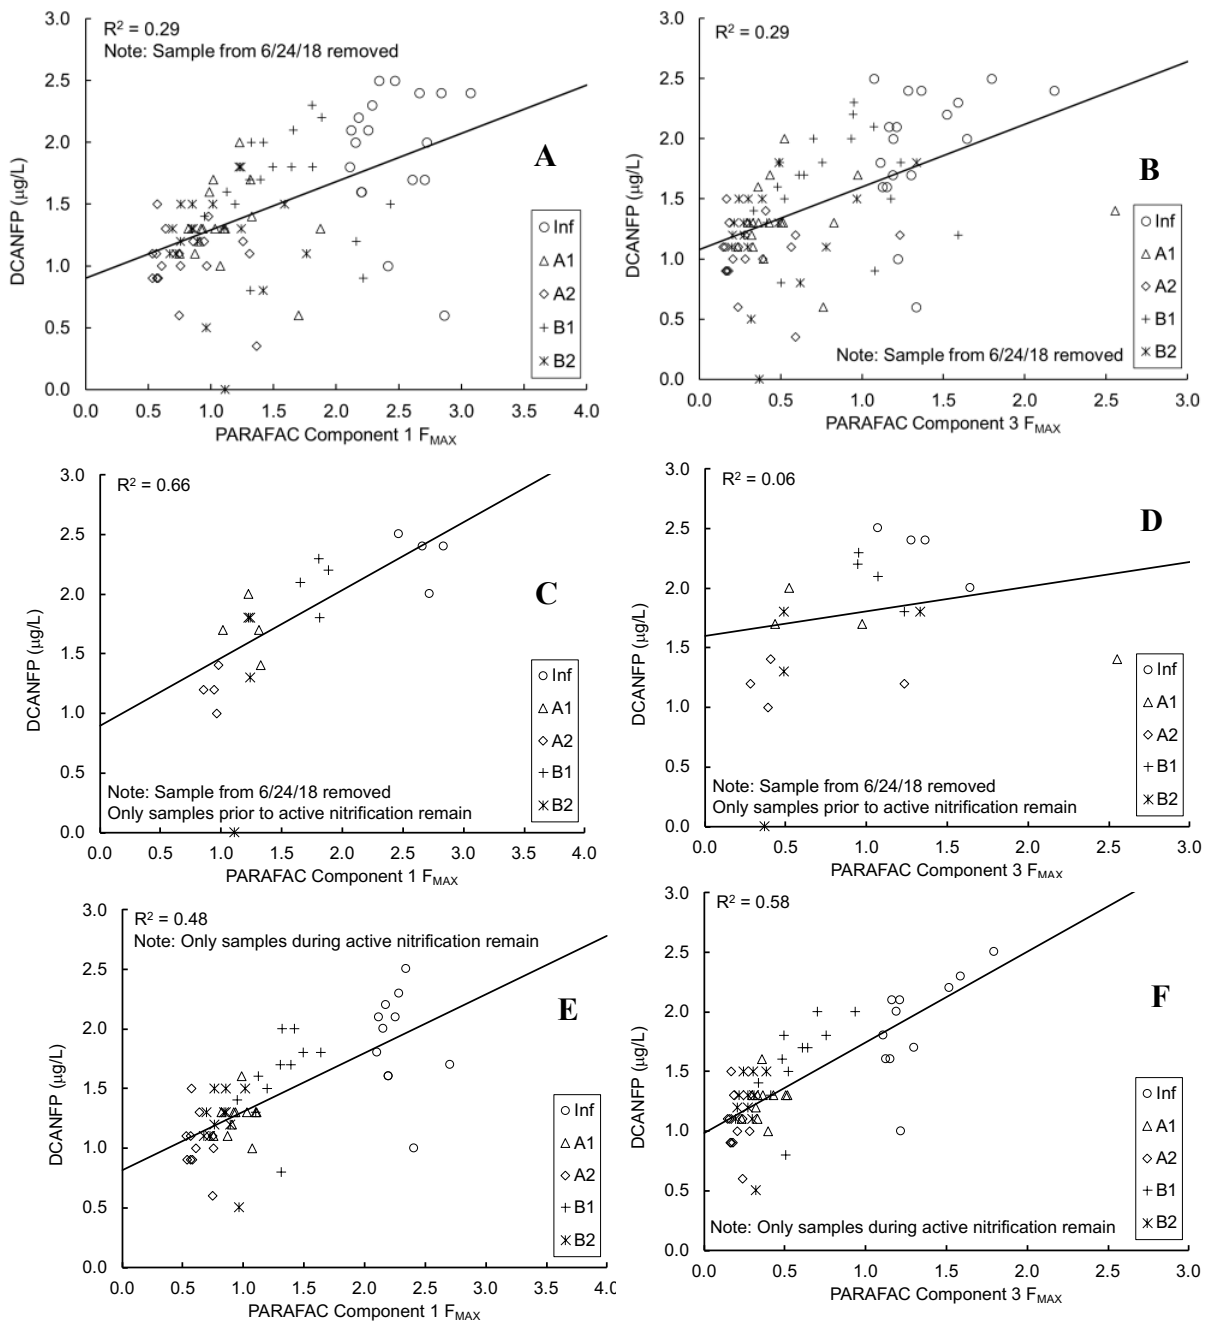 R² = 0.29
Note: Sample from 6/24/18 removed
A
3.0
2.5
2.0
1.5
1.0
0.5
0.0
DCANFP (µg/L)
Inf
A1
A2
B1
B2
0.0 0.5 1.0 1.5 2.0 2.5 3.0 3.5 4.0
PARAFAC Component 1 F_MAX
R² = 0.29
B
3.0
2.5
2.0
1.5
1.0
0.5
0.0
DCANFP (µg/L)
Inf
A1
A2
B1
B2
Note: Sample from 6/24/18 removed
0.0 0.5 1.0 1.5 2.0 2.5 3.0
PARAFAC Component 3 F_MAX
R² = 0.66
C
3.0
2.5
2.0
1.5
1.0
0.5
0.0
DCANFP (µg/L)
Inf
A1
A2
B1
B2
Note: Sample from 6/24/18 removed
Only samples prior to active nitrification remain
0.0 0.5 1.0 1.5 2.0 2.5 3.0 3.5 4.0
PARAFAC Component 1 F_MAX
R² = 0.06
D
3.0
2.5
2.0
1.5
1.0
0.5
0.0
DCANFP (µg/L)
Inf
A1
A2
B1
B2
Note: Sample from 6/24/18 removed
Only samples prior to active nitrification remain
0.0 0.5 1.0 1.5 2.0 2.5 3.0
PARAFAC Component 3 F_MAX
R² = 0.48
Note: Only samples during active nitrification remain
E
3.0
2.5
2.0
1.5
1.0
0.5
0.0
DCANFP (µg/L)
Inf
A1
A2
B1
B2
0.0 0.5 1.0 1.5 2.0 2.5 3.0 3.5
PARAFAC Component 1 F_MAX
R² = 0.58
F
3.0
2.5
2.0
1.5
1.0
0.5
0.0
DCANFP (µg/L)
Inf
A1
A2
B1
B2
Note: Only samples during active nitrification remain
0.0 0.5 1.0 1.5 2.0 2.5 3.0
PARAFAC Component 3 F_MAX